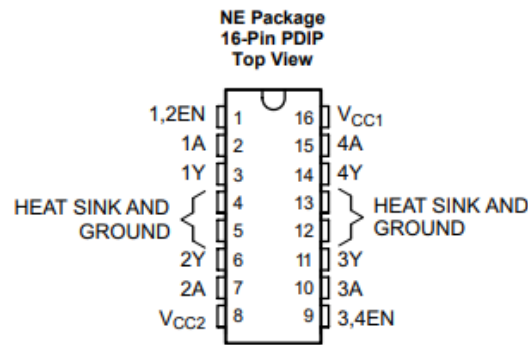 NE Package
16-Pin PDIP
Top View
1,2EN 1 16 VCC1
1A 2 15 4A
1Y 3 14 4Y
HEAT SINK AND GROUND 4 13 HEAT SINK AND GROUND
5 12
2Y 6 11 3Y
2A 7 10 3A
VCC2 8 9 3,4EN